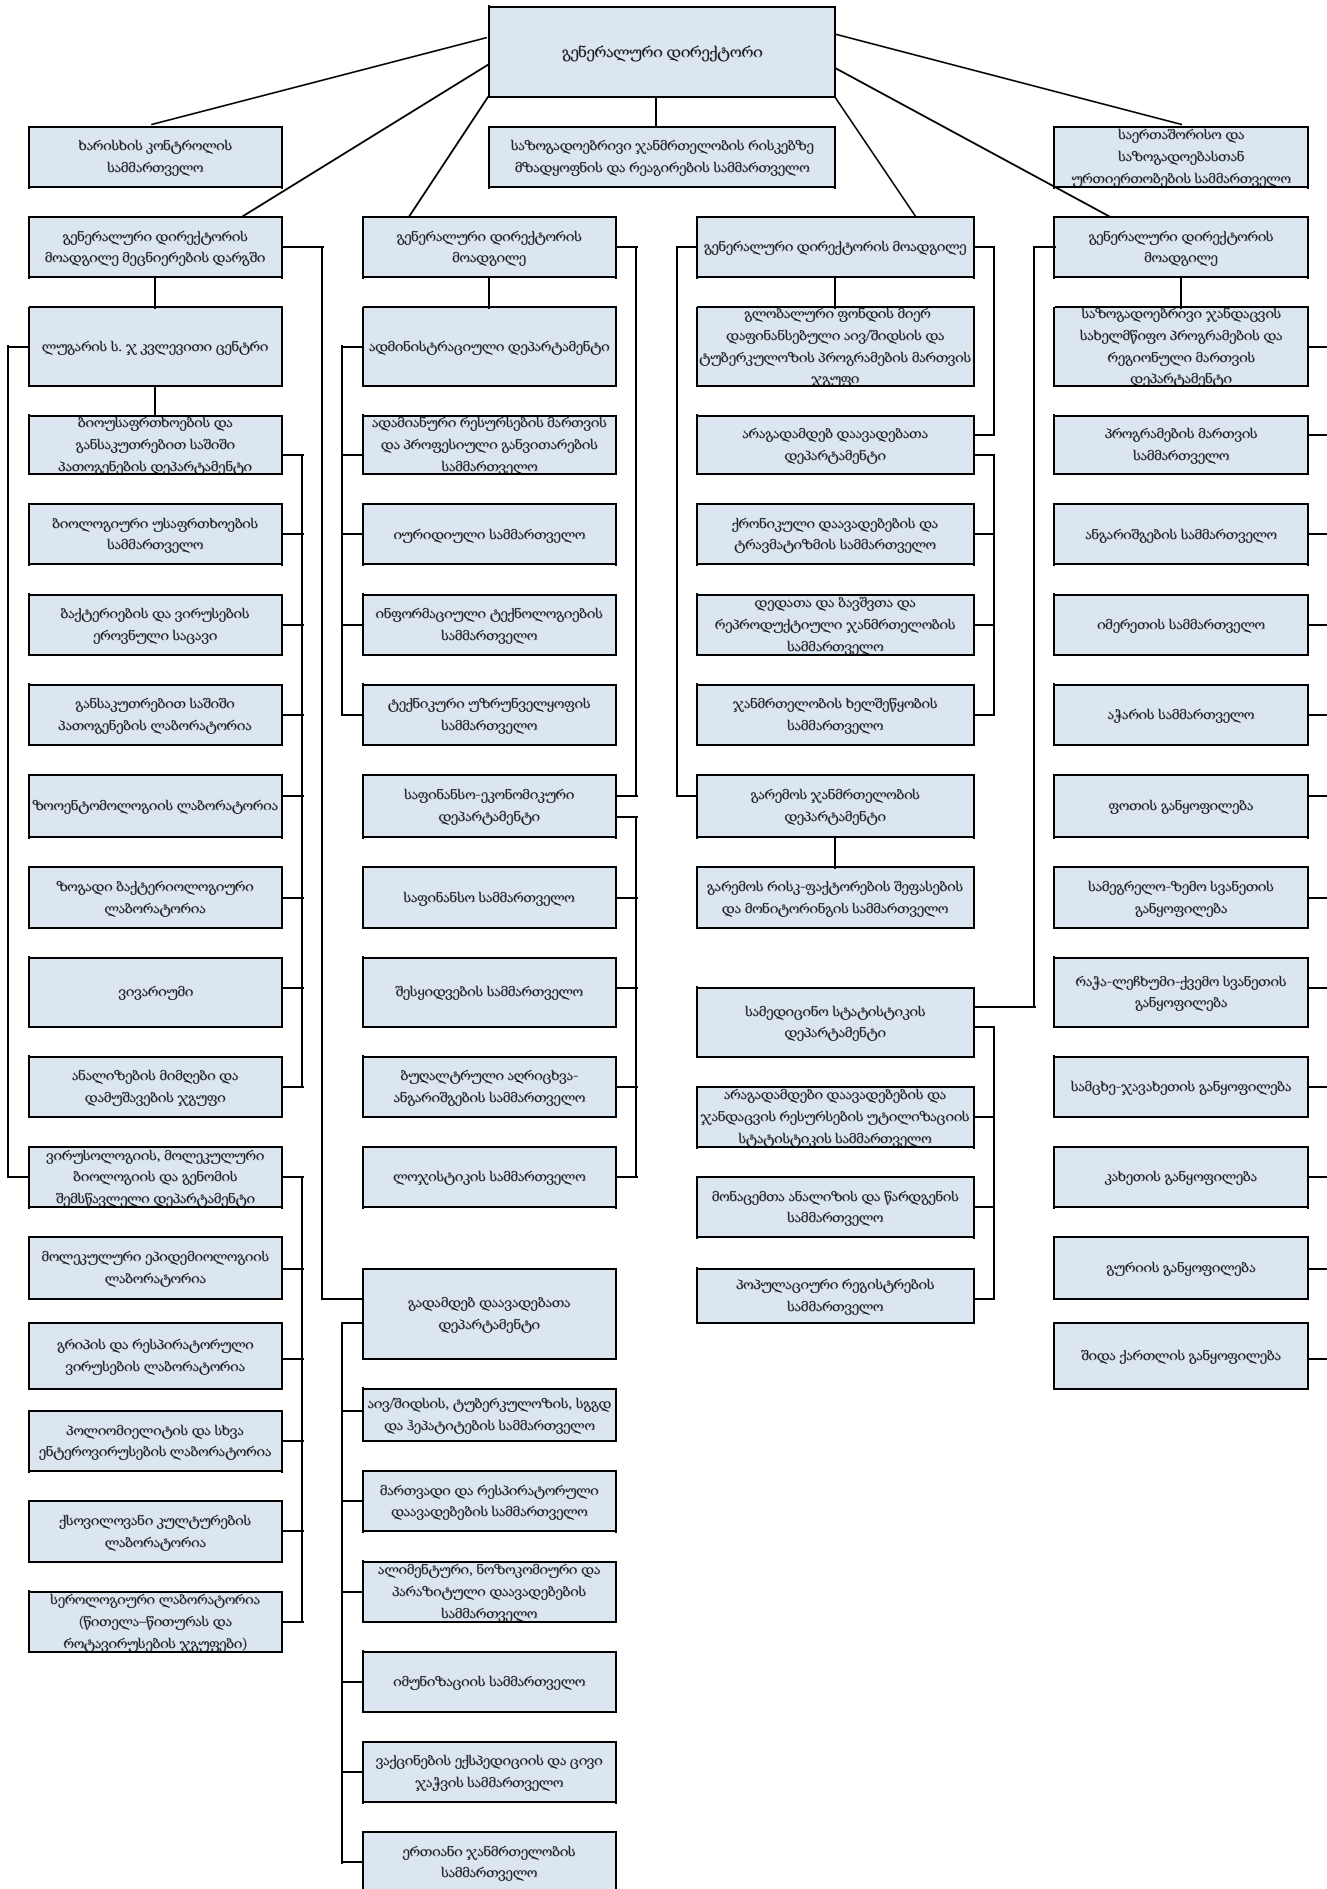 გენერალური დირექტორი
ხარისხის კონტროლის
სამმართველო
საზოგადოებრივი ჯანმრთელობის რისკებზე
მზადყოფნის და რეაგირების სამმართველო
საერთაშორისო და
საზოგადოებასთან
ურთიერთობების სამმართველო
გენერალური დირექტორის
მოადგილე მეცნიერების დარგში
გენერალური დირექტორის
მოადგილე
გენერალური დირექტორის მოადგილე
გენერალური დირექტორის
მოადგილე
ლუგარის ს. ჯ კვლევითი ცენტრი
ადმინისტრაციული დეპარტამენტი
გლობალური ფონდის მიერ
დაფინანსებული აივ/შიდსის და
ტუბერკულოზის პროგრამების მართვის
ჯგუფი
საზოგადოებრივი ჯანდაცვის
სახელმწიფო პროგრამების და
რეგიონული მართვის
დეპარტამენტი
ბიოუსაფრთხოების და
განსაკუთრებით საშიში
პათოგენების დეპარტამენტი
ადამიანური რესურსების მართვის
და პროფესიული განვითარების
სამმართველო
არაგადამდებ დაავადებათა
დეპარტამენტი
პროგრამების მართვის
სამმართველო
ბიოლოგიური უსაფრთხოების
სამმართველო
იურიდიული სამმართველო
ქრონიკული დაავადებების და
ტრავმატიზმის სამმართველო
ანგარიშგების სამმართველო
ბაქტერიების და ვირუსების
ეროვნული საცავი
ინფორმაციული ტექნოლოგიების
სამმართველო
დედათა და ბავშვთა და
რეპროდუქტიული ჯანმრთელობის
სამმართველო
იმერეთის სამმართველო
განსაკუთრებით საშიში
პათოგენების ლაბორატორია
ტექნიკური უზრუნველყოფის
სამმართველო
ჯანმრთელობის ხელშეწყობის
სამმართველო
აჭარის სამმართველო
ზოოენტომოლოგიის ლაბორატორია
საფინანსო-ეკონომიკური
დეპარტამენტი
გარემოს ჯანმრთელობის
დეპარტამენტი
ფოთის განყოფილება
ზოგადი ბაქტერიოლოგიური
ლაბორატორია
საფინანსო სამმართველო
გარემოს რისკ-ფაქტორების შეფასების
და მონიტორინგის სამმართველო
სამეგრელო-ზემო სვანეთის
განყოფილება
ვივარიუმი
შესყიდვების სამმართველო
სამედიცინო სტატისტიკის
დეპარტამენტი
რაჭა-ლეჩხუმი-ქვემო სვანეთის
განყოფილება
ანალიზების მიმღები და
დამუშავების ჯგუფი
ბუღალტრული აღრიცხვა-
ანგარიშგების სამმართველო
არაგადამდები დაავადებების და
ჯანდაცვის რესურსების უტილიზაციის
სტატისტიკის სამმართველო
სამცხე-ჯავახეთის განყოფილება
ვირუსოლოგიის, მოლეკულური
ბიოლოგიის და გენომის
შემსწავლელი დეპარტამენტი
ლოჯისტიკის სამმართველო
მონაცემთა ანალიზის და წარდგენის
სამმართველო
კახეთის განყოფილება
მოლეკულური ეპიდემიოლოგიის
ლაბორატორია
გადამდებ დაავადებათა
დეპარტამენტი
პოპულაციური რეგისტრების
სამმართველო
გურიის განყოფილება
გრიპის და რესპირატორული
ვირუსების ლაბორატორია
შიდა ქართლის განყოფილება
პოლიომიელიტის და სხვა
ენტეროვირუსების ლაბორატორია
აივ/შიდსის, ტუბერკულოზის, სგგდ
და ჰეპატიტების სამმართველო
ქსოვილოვანი კულტურების
ლაბორატორია
მართვადი და რესპირატორული
დაავადებების სამმართველო
სეროლოგიური ლაბორატორია
(წითელა–წითურას და
როტავირუსების ჯგუფები)
ალიმენტური, ნოზოკომიური და
პარაზიტული დაავადებების
სამმართველო
იმუნიზაციის სამმართველო
ვაქცინების ექსპედიციის და ცივი
ჯაჭვის სამმართველო
ერთიანი ჯანმრთელობის
სამმართველო